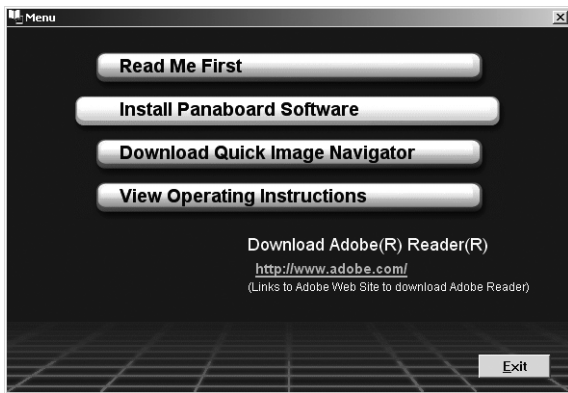 Menu
Read Me First
Install Panaboard Software
Download Quick Image Navigator
View Operating Instructions
Download Adobe(R) Reader(R)
http://www.adobe.com/
(Links to Adobe Web Site to download Adobe Reader)
Exit